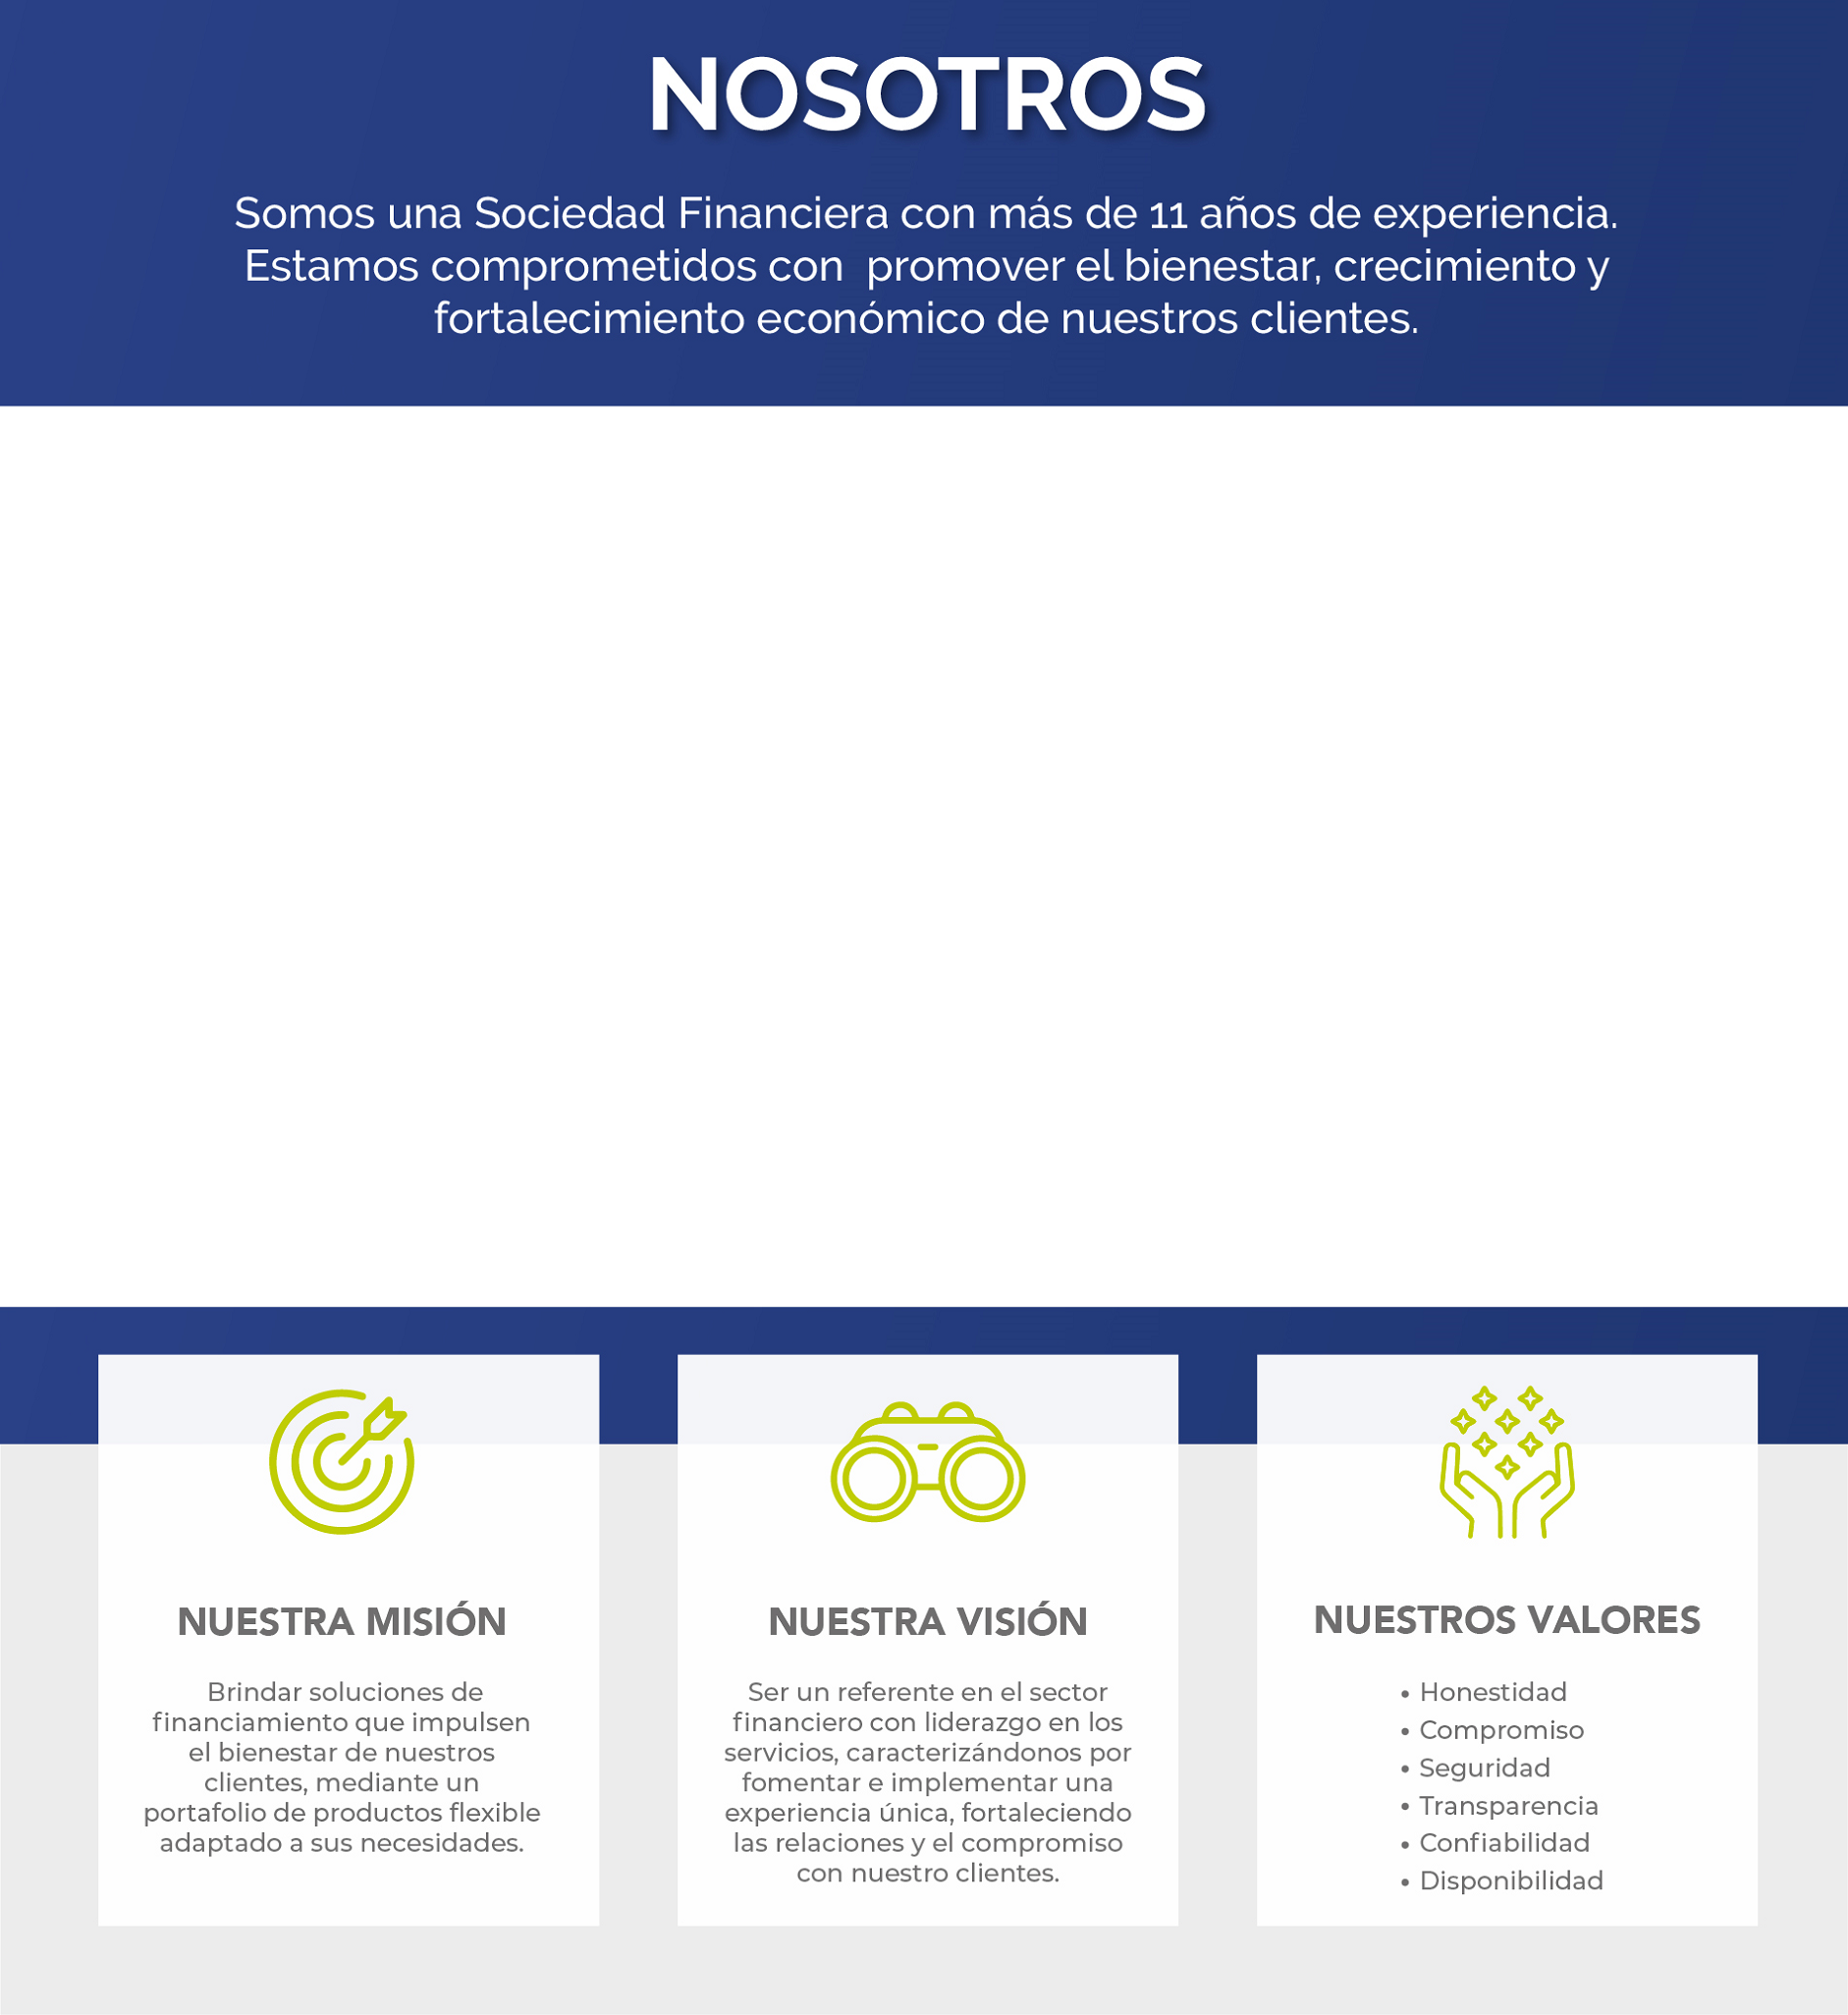 NOSOTROS
Somos una Sociedad Financiera con más de 11 años de experiencia.
Estamos comprometidos con  promover el bienestar, crecimiento y
fortalecimiento económico de nuestros clientes.
NUESTRA MISIÓN
Brindar soluciones de
financiamiento que impulsen
el bienestar de nuestros
clientes, mediante un
portafolio de productos flexible
adaptado a sus necesidades.
NUESTRA VISIÓN
Ser un referente en el sector
financiero con liderazgo en los
servicios, caracterizándonos por
fomentar e implementar una
experiencia única, fortaleciendo
las relaciones y el compromiso
con nuestro clientes.
NUESTROS VALORES
• Honestidad
• Compromiso
• Seguridad
• Transparencia
• Confiabilidad
• Disponibilidad